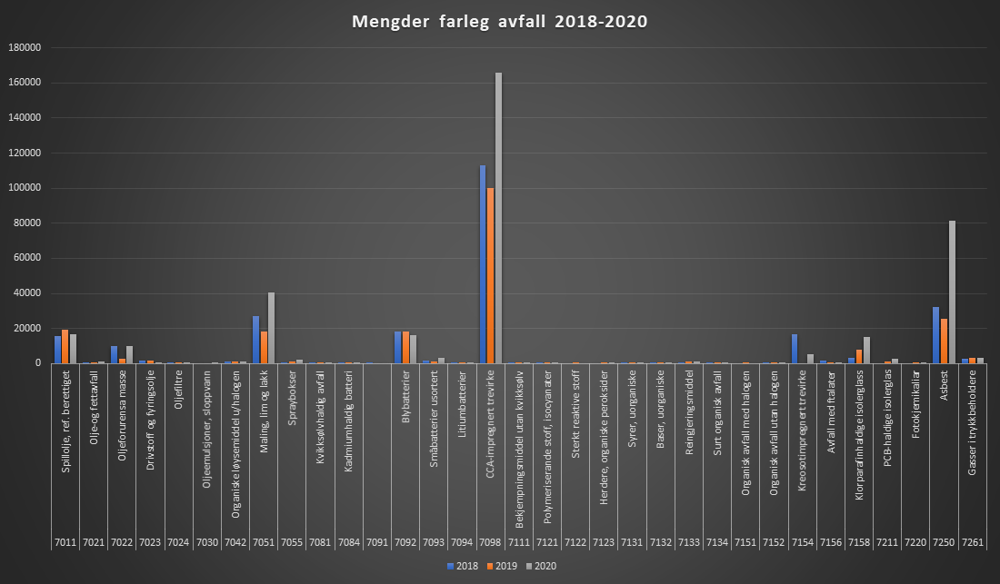 Mengder farleg avfall 2018-2020
180000
160000
140000
120000
100000
80000
60000
40000
20000
0
Spillolje, ref. berettiget
Olje-og fettavfall
Oljeforurensa masse
Drivstoff og fyringsolje
Oljefiltre
Oljeemulsjoner, sloppvann
Organiske løysemiddel u/halogen
Maling, lim og lakk
Spraybokser
Kvikksølvhaldig avfall
Kadmiumhaldig batteri
Blybatterier
Småbatterier usortert
Litiumbatterier
CCA-impregnert trevirke
Bekjempningsmiddel utan kvikksølv
Polymeriserande stoff, isocyanater
Sterkt reaktive stoff
Herdere, organiske peroksider
Syrer, uorganiske
Baser, uorganiske
Reingjeringsmiddel
Surt organisk avfall
Organisk avfall med halogen
Organisk avfall utan halogen
Kreosotimpregnert trevirke
Avfall med ftalater
Klorparafinhaldige isolerglass
PCB-haldige isolerglas
Fotokjemikaliar
Asbest
Gasser i trykkbeholdere
7011 7021 7022 7023 7024 7030 7042 7051 7055 7081 7084 7091 7092 7093 7094 7098 7111 7121 7122 7123 7131 7132 7133 7134 7151 7152 7154 7156 7158 7211 7220 7250 7261
2018 2019 2020